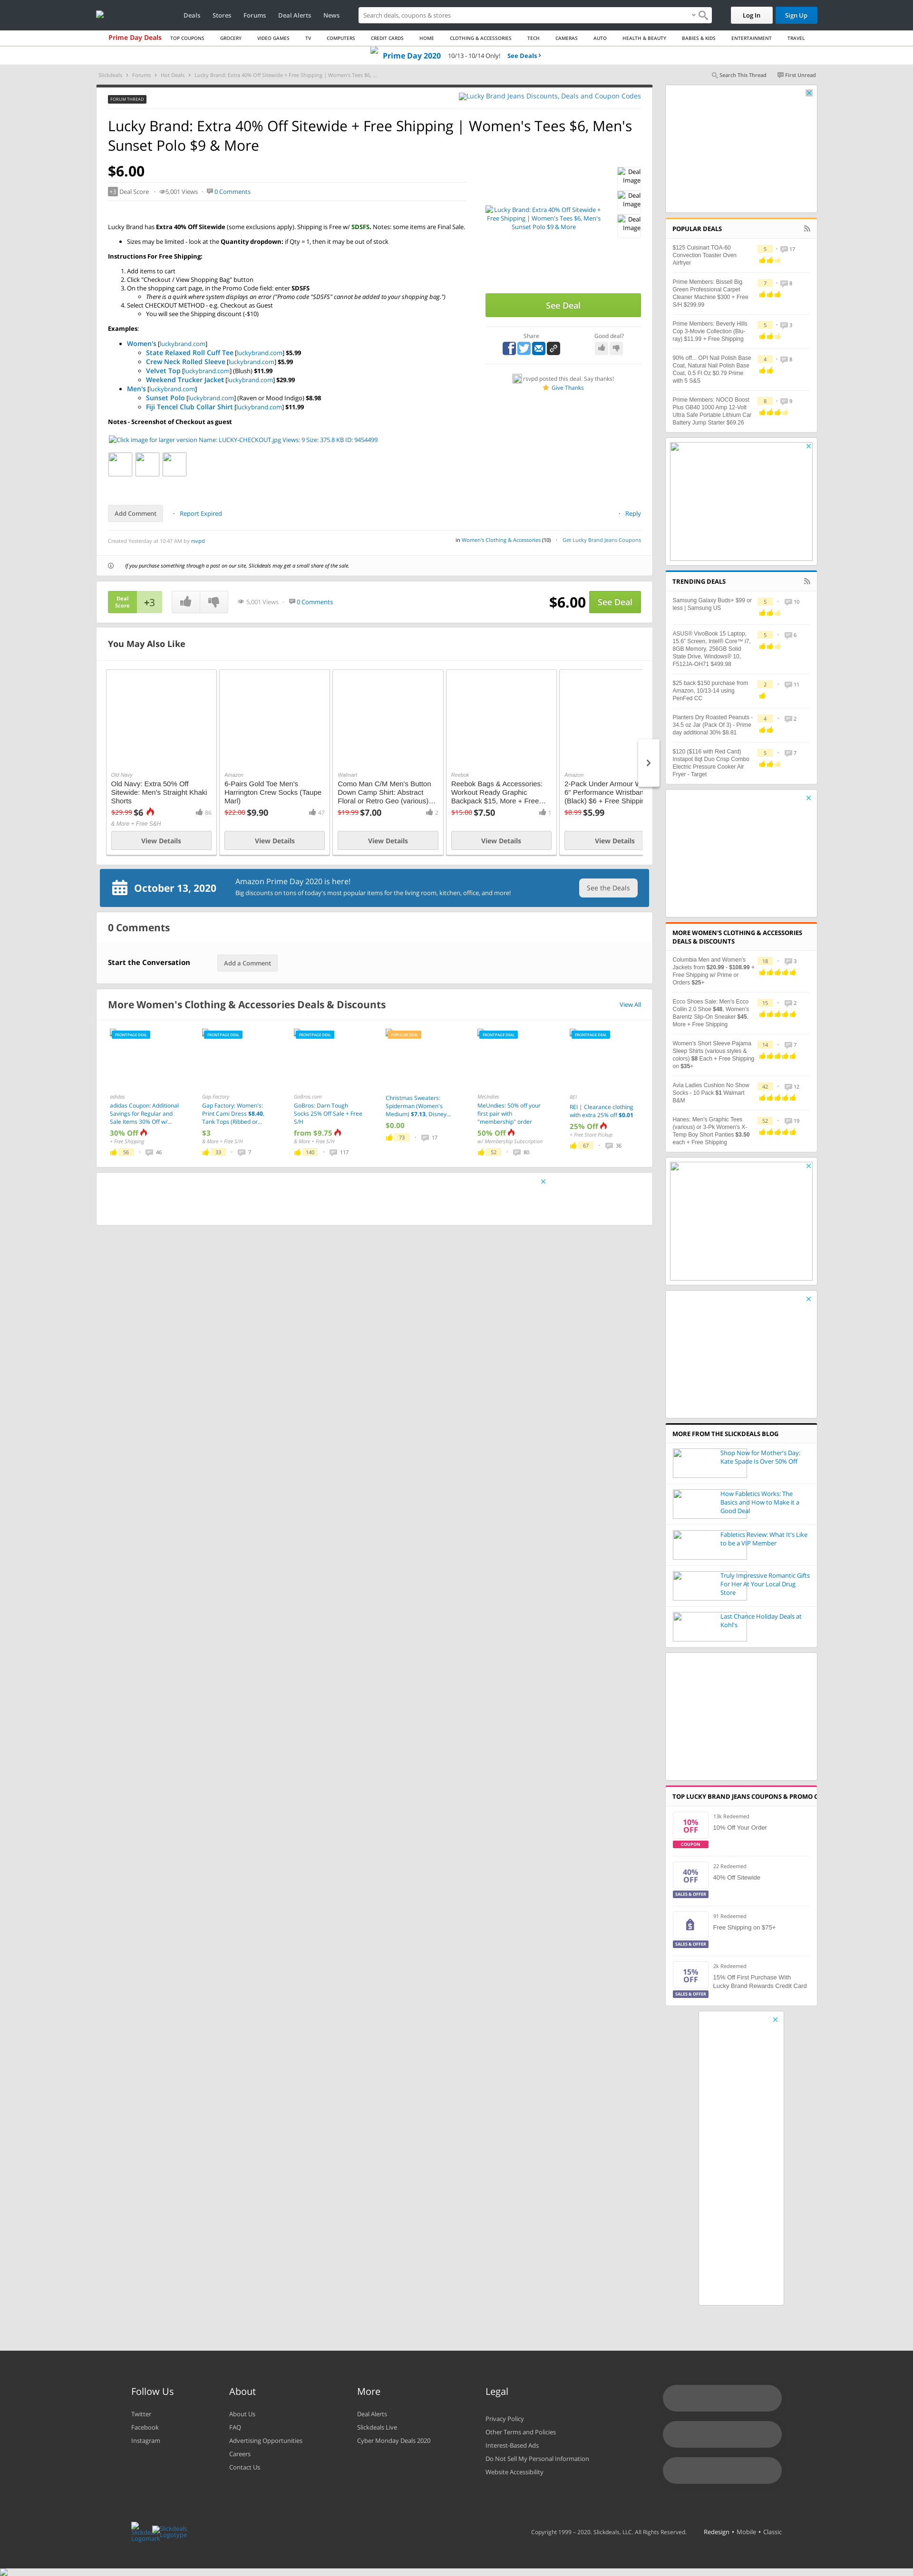 Deals Stores Forums Deal Alerts News
Search deals, coupons & stores
Log In Sign Up
Prime Day Deals TOP COUPONS GROCERY VIDEO GAMES TV COMPUTERS CREDIT CARDS HOME CLOTHING & ACCESSORIES TECH CAMERAS AUTO HEALTH & BEAUTY BABIES & KIDS ENTERTAINMENT TRAVEL
Prime Day 2020 10/13 - 10/14 Only! See Deals ›
Slickdeals › Forums › Hot Deals › Lucky Brand: Extra 40% Off Sitewide + Free Shipping | Women's Tees $6, ...
Search This Thread First Unread
FORUM THREAD
Lucky Brand Jeans Discounts, Deals and Coupon Codes
Lucky Brand: Extra 40% Off Sitewide + Free Shipping | Women's Tees $6, Men's
Sunset Polo $9 & More
$6.00
+3 Deal Score · 5,001 Views · 0 Comments
Lucky Brand has Extra 40% Off Sitewide (some exclusions apply). Shipping is Free w/ SDSFS. Notes: some items are Final Sale.
• Sizes may be limited - look at the Quantity dropdown: if Qty = 1, then it may be out of stock
Instructions For Free Shipping:
1. Add items to cart
2. Click "Checkout / View Shopping Bag" button
3. On the shopping cart page, in the Promo Code field: enter SDSFS
There is a quirk where system displays an error ("Promo code "SDSFS" cannot be added to your shopping bag.")
4. Select CHECKOUT METHOD - e.g. Checkout as Guest
You will see the Shipping discount (-$10)
Examples:
Women's [luckybrand.com]
State Relaxed Roll Cuff Tee [luckybrand.com] $5.99
Crew Neck Rolled Sleeve [luckybrand.com] $5.99
Velvet Top [luckybrand.com] (Blush) $11.99
Weekend Trucker Jacket [luckybrand.com] $29.99
Men's [luckybrand.com]
Sunset Polo [luckybrand.com] (Raven or Mood Indigo) $8.98
Fiji Tencel Club Collar Shirt [luckybrand.com] $11.99
Notes - Screenshot of Checkout as guest
Click image for larger version Name: LUCKY-CHECKOUT.jpg Views: 9 Size: 375.8 KB ID: 9454499
Lucky Brand: Extra 40% Off Sitewide +
Free Shipping | Women's Tees $6, Men's
Sunset Polo $9 & More
Deal
Image
Deal
Image
Deal
Image
See Deal
Share Good deal?
rsvpd posted this deal. Say thanks!
Give Thanks
Add Comment · Report Expired · Reply
Created Yesterday at 10:47 AM by rsvpd
in Women's Clothing & Accessories (10) · Get Lucky Brand Jeans Coupons
If you purchase something through a post on our site, Slickdeals may get a small share of the sale.
Deal
Score +3
5,001 Views · 0 Comments
$6.00 See Deal
You May Also Like
Old Navy
Old Navy: Extra 50% Off
Sitewide: Men's Straight Khaki
Shorts
$29.99 $6 86
& More + Free S&H
View Details
Amazon
6-Pairs Gold Toe Men's
Harrington Crew Socks (Taupe
Marl)
$22.00 $9.90 47
View Details
Walmart
Como Man C/M Men's Button
Down Camp Shirt: Abstract
Floral or Retro Geo (various)...
$19.99 $7.00 2
View Details
Reebok
Reebok Bags & Accessories:
Workout Ready Graphic
Backpack $15, More + Free...
$15.00 $7.50 1
View Details
Amazon
2-Pack Under Armour
6" Performance Wristban
(Black) $6 + Free Shippin
$8.99 $5.99
View Details
October 13, 2020
Amazon Prime Day 2020 is here!
Big discounts on tons of today's most popular items for the living room, kitchen, office, and more!
See the Deals
0 Comments
Start the Conversation Add a Comment
More Women's Clothing & Accessories Deals & Discounts View All
FRONTPAGE DEAL
adidas
adidas Coupon: Additional
Savings for Regular and
Sale Items 30% Off w/...
30% Off
+ Free Shipping
56 · 46
FRONTPAGE DEAL
Gap Factory
Gap Factory: Women's:
Print Cami Dress $8.40,
Tank Tops (Ribbed or...
$3
& More + Free S/H
33 · 7
FRONTPAGE DEAL
GoBros.com
GoBros: Darn Tough
Socks 25% Off Sale + Free
S/H
from $9.75
& More + Free S/H
140 · 117
POPULAR DEAL
Christmas Sweaters:
Spiderman (Women's
Medium) $7.13, Disney...
$0.00
73 · 17
FRONTPAGE DEAL
MeUndies
MeUndies: 50% off your
first pair with
"membership" order
50% Off
w/ Membership Subscription
52 · 80
FRONTPAGE DEAL
REI
REI | Clearance clothing
with extra 25% off $0.01
25% Off
+ Free Store Pickup
67 · 36
POPULAR DEALS
$125 Cuisinart TOA-60
Convection Toaster Oven
Airfryer
5 · 17
Prime Members: Bissell Big
Green Professional Carpet
Cleaner Machine $300 + Free
S/H $299.99
7 · 8
Prime Members: Beverly Hills
Cop 3-Movie Collection (Blu-
ray) $11.99 + Free Shipping
5 · 3
90% off... OPI Nail Polish Base
Coat, Natural Nail Polish Base
Coat, 0.5 Fl Oz $0.79 Prime
with 5 S&S
4 · 8
Prime Members: NOCO Boost
Plus GB40 1000 Amp 12-Volt
Ultra Safe Portable Lithium Car
Battery Jump Starter $69.26
8 · 9
TRENDING DEALS
Samsung Galaxy Buds+ $99 or
less | Samsung US
5 · 10
ASUS® VivoBook 15 Laptop,
15.6" Screen, Intel® Core™ i7,
8GB Memory, 256GB Solid
State Drive, Windows® 10,
F512JA-OH71 $499.98
5 · 6
$25 back $150 purchase from
Amazon, 10/13-14 using
PenFed CC
2 · 11
Planters Dry Roasted Peanuts -
34.5 oz Jar (Pack Of 3) - Prime
day additional 30% $8.81
4 · 2
$120 ($116 with Red Card)
Instapot 8qt Duo Crisp Combo
Electric Pressure Cooker Air
Fryer - Target
5 · 7
MORE WOMEN'S CLOTHING & ACCESSORIES
DEALS & DISCOUNTS
Columbia Men and Women's
Jackets from $20.99 - $108.99 +
Free Shipping w/ Prime or
Orders $25+
18 · 3
Ecco Shoes Sale: Men's Ecco
Collin 2.0 Shoe $48, Women's
Barentz Slip-On Sneaker $45,
More + Free Shipping
15 · 2
Women's Short Sleeve Pajama
Sleep Shirts (various styles &
colors) $8 Each + Free Shipping
on $35+
14 · 7
Avia Ladies Cushion No Show
Socks - 10 Pack $1 Walmart
B&M
42 · 12
Hanes: Men's Graphic Tees
(various) or 3-Pk Women's X-
Temp Boy Short Panties $3.50
each + Free Shipping
52 · 19
MORE FROM THE SLICKDEALS BLOG
Shop Now for Mother's Day:
Kate Spade Is Over 50% Off
How Fabletics Works: The
Basics and How to Make it a
Good Deal
Fabletics Review: What It's Like
to be a VIP Member
Truly Impressive Romantic Gifts
For Her At Your Local Drug
Store
Last Chance Holiday Deals at
Kohl's
TOP LUCKY BRAND JEANS COUPONS & PROMO
10%
OFF
COUPON
13k Redeemed
10% Off Your Order
40%
OFF
SALES & OFFER
22 Redeemed
40% Off Sitewide
SALES & OFFER
91 Redeemed
Free Shipping on $75+
15%
OFF
SALES & OFFER
2k Redeemed
15% Off First Purchase With
Lucky Brand Rewards Credit Card
Follow Us
Twitter
Facebook
Instagram
About
About Us
FAQ
Advertising Opportunities
Careers
Contact Us
More
Deal Alerts
Slickdeals Live
Cyber Monday Deals 2020
Legal
Privacy Policy
Other Terms and Policies
Interest-Based Ads
Do Not Sell My Personal Information
Website Accessibility
Slickdeals
Logomark
Slickdeals
Logotype
Copyright 1999 – 2020. Slickdeals, LLC. All Rights Reserved. Redesign • Mobile • Classic